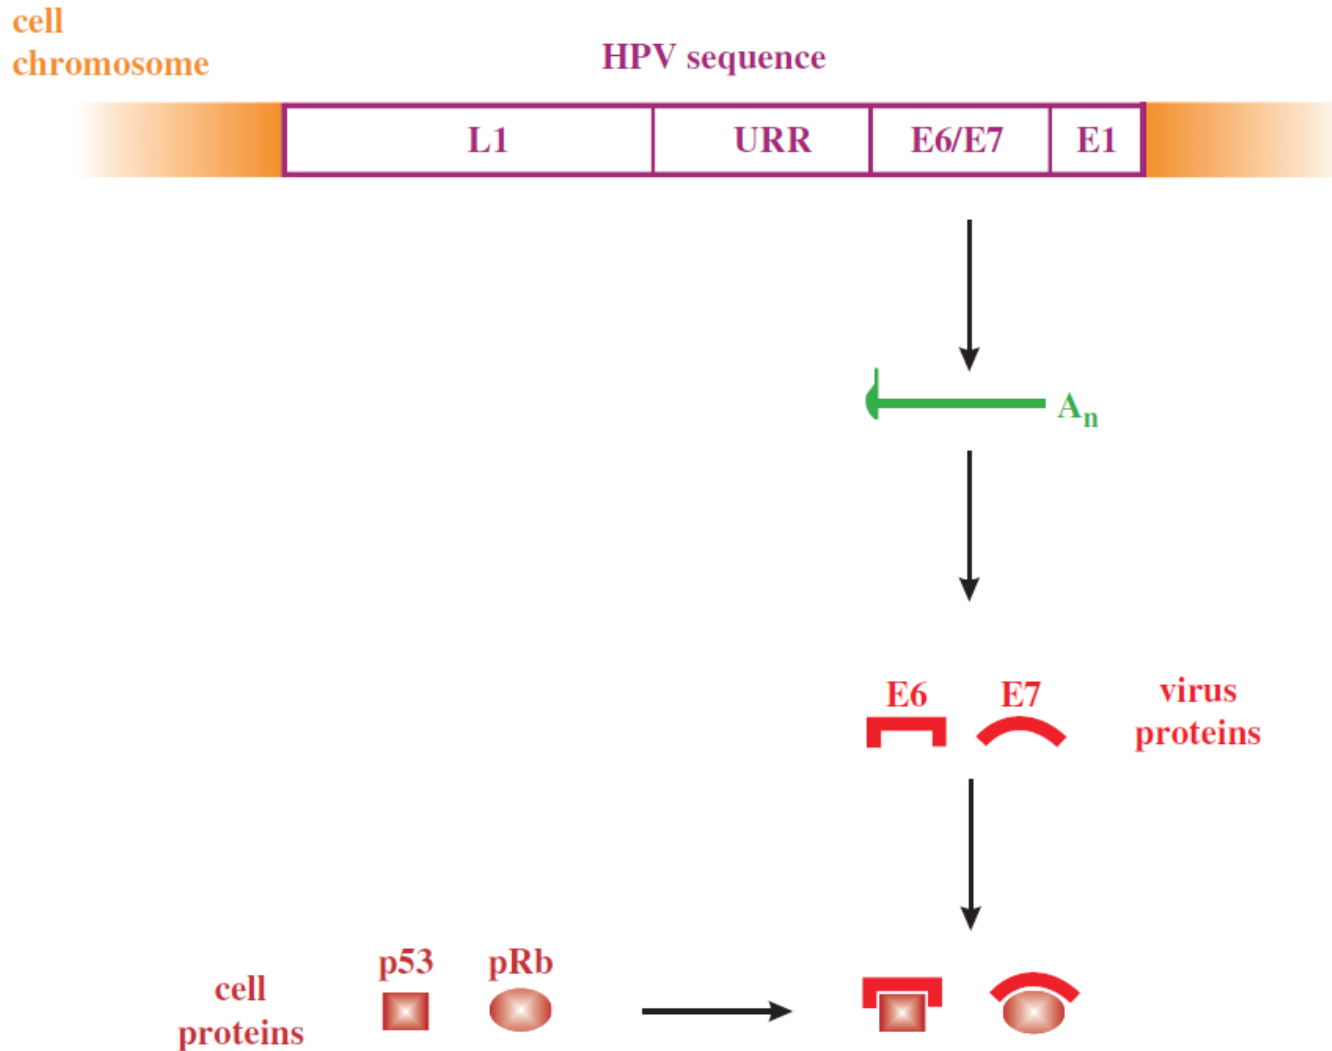 cell
chromosome
HPV sequence
L1 URR E6/E7 E1
An
E6 E7
virus
proteins
p53 pRb
cell
proteins